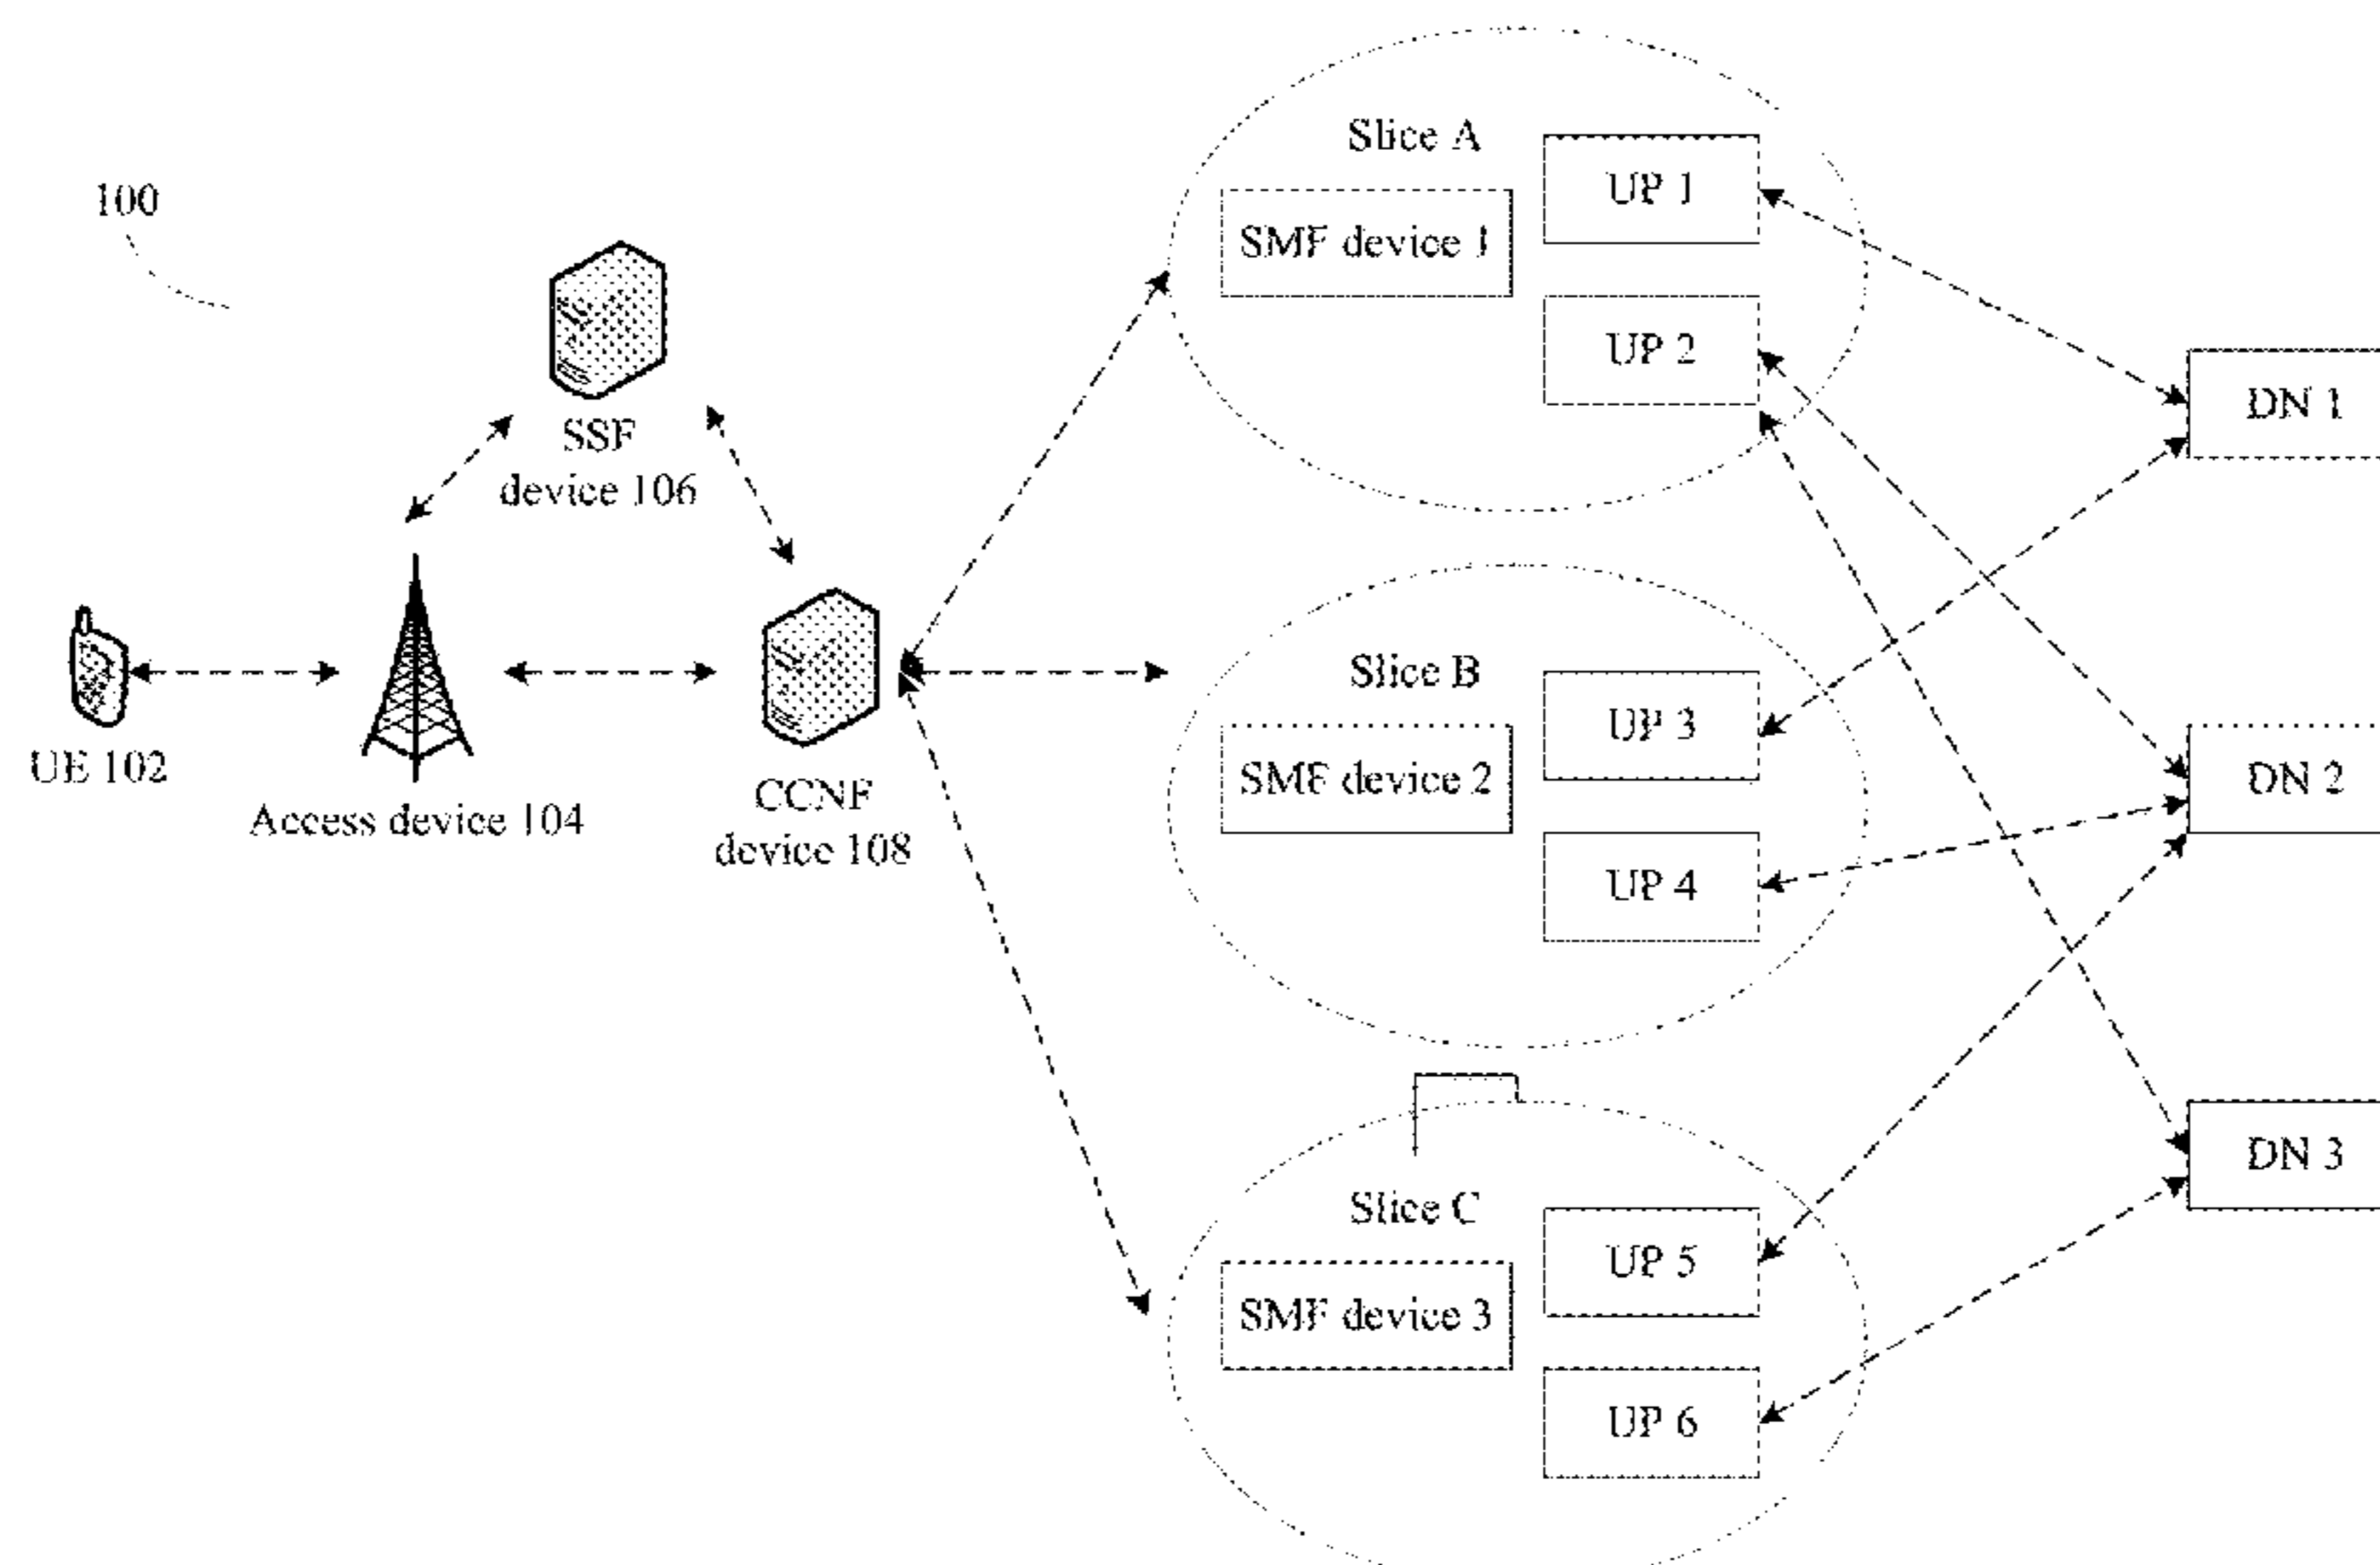 100
SSF
device 106
UE 102
Access device 104
CCNF
device 108
Slice A
SMF device 1
UP 1
UP 2
Slice B
SMF device 2
UP 3
UP 4
Slice C
SMF device 3
UP 5
UP 6
DN 1
DN 2
DN 3